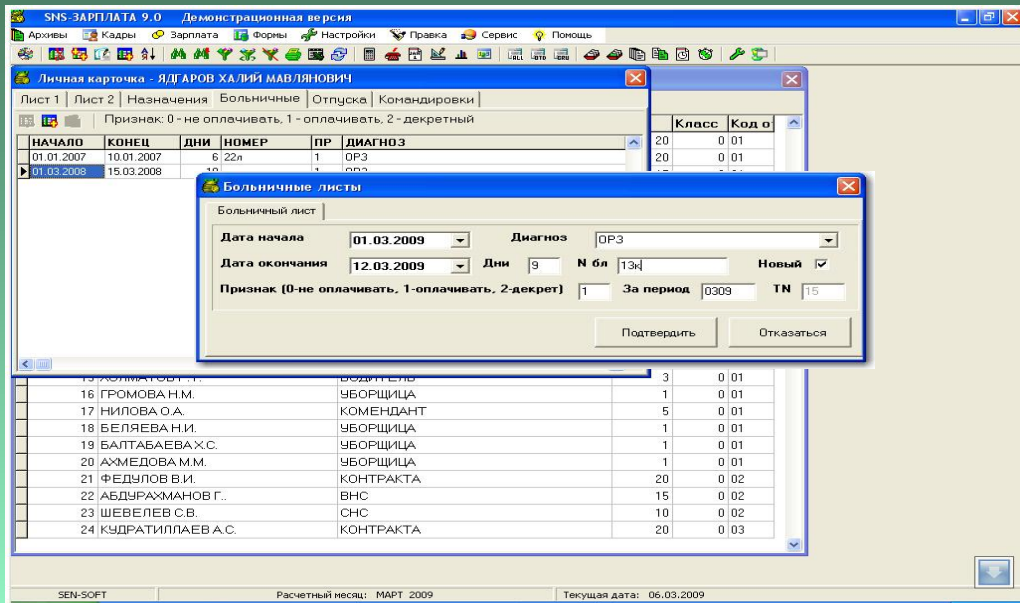 SNS-ЗАРПЛАТА 9.0 Демонстрационная версия
Архивы Кадры Зарплата Формы Настройки Правка Сервис Помощь
Личная карточка - ЯДГАРОВ ХАЛИЙ МАВЛЯНОВИЧ
Лист 1 Лист 2 Назначения Больничные Отпуска Командировки
Признак: 0 - не оплачивать, 1 - оплачивать, 2 - декретный
Класс Код о
НАЧАЛО КОНЕЦ ДНИ НОМЕР ПР ДИАГНОЗ
20 0 01
01.01.2007 10.01.2007 6 22л 1 ОРЗ
20 0 01
01.03.2008 15.03.2008
Больничные листы
Больничный лист
Дата начала 01.03.2009 Диагноз ОРЗ
Дата окончания 12.03.2009 Дни 9 N бл 13к Новый
Признак (0-не оплачивать, 1-оплачивать, 2-декрет) 1 За период 0309 TN 15
Подтвердить Отказаться
3 0 01
16 ГРОМОВА Н.М. УБОРЩИЦА 1 0 01
17 НИЛОВА О.А. КОМЕНДАНТ 5 0 01
18 БЕЛЯЕВА Н.И. УБОРЩИЦА 1 0 01
19 БАЛТАБАЕВА Х.С. УБОРЩИЦА 1 0 01
20 АХМЕДОВА М.М. УБОРЩИЦА 1 0 01
21 ФЕДУЛОВ В.И. КОНТРАКТА 20 0 02
22 АБДУРАХМАНОВ Г.. ВНС 15 0 02
23 ШЕВЕЛЕВ С.В. СНС 10 0 02
24 КУДРАТИЛЛАЕВ А.С. КОНТРАКТА 20 0 03
SEN-SOFT Расчетный месяц: МАРТ 2009 Текущая дата: 06.03.2009